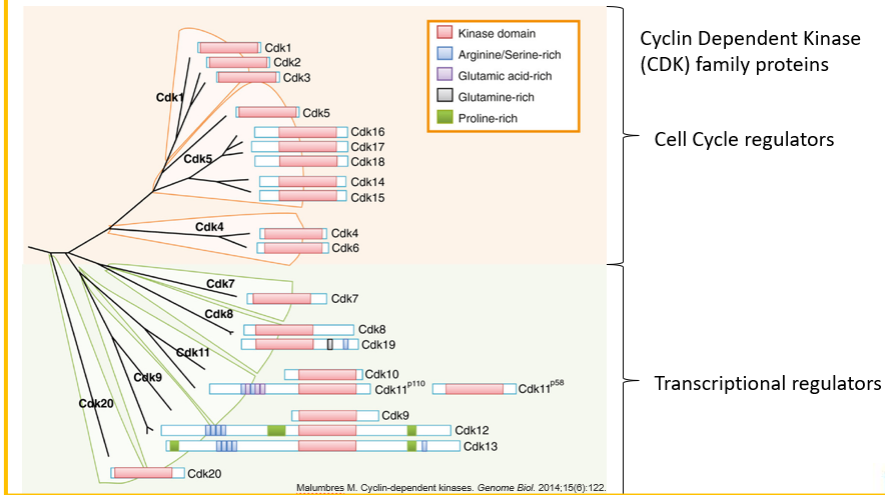 Cdk1
Cdk2
Cdk3
Cdk1
Cdk5
Cdk16
Cdk17
Cdk18
Cdk5
Cdk14
Cdk15
Cdk4
Cdk4
Cdk6
Cdk7
Cdk7
Cdk8
Cdk8
Cdk19
Cdk11
Cdk10
Cdk11p110
Cdk11p58
Cdk9
Cdk9
Cdk12
Cdk13
Cdk20
Cdk20
Kinase domain
Arginine/Serine-rich
Glutamic acid-rich
Glutamine-rich
Proline-rich
Malumbres M. Cyclin-dependent kinases. Genome Biol. 2014;15(6):122.
Cyclin Dependent Kinase
(CDK) family proteins
Cell Cycle regulators
Transcriptional regulators